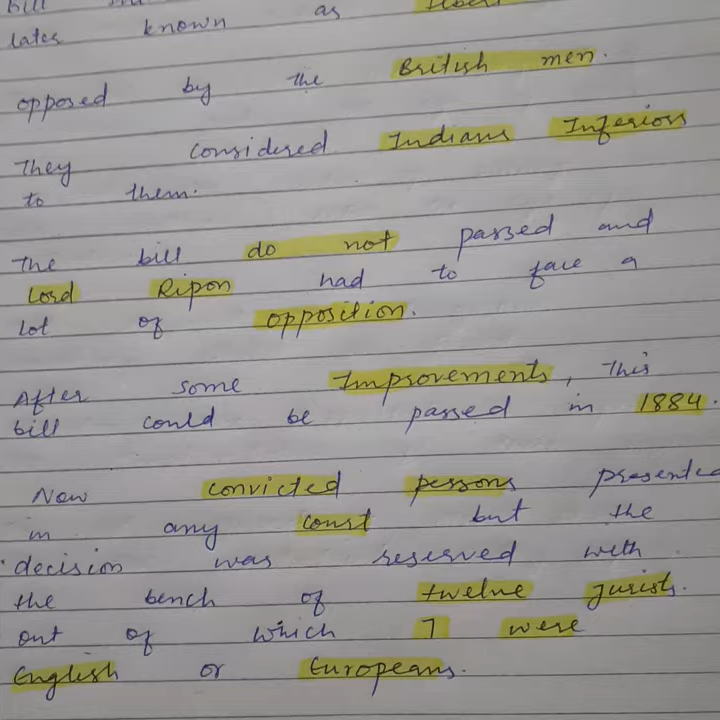 Bill
later known as Ilbert
opposed by the British men.
They considered Indians Inferior
to them.
The bill do not passed and
Lord Ripon had to face a
lot of opposition.
After some Improvements, This
bill could be passed in 1884.
Now convicted persons presented
in any court but the
decision was reserved with
the bench of twelve jurists.
out of which 7 were
English or Europeans.